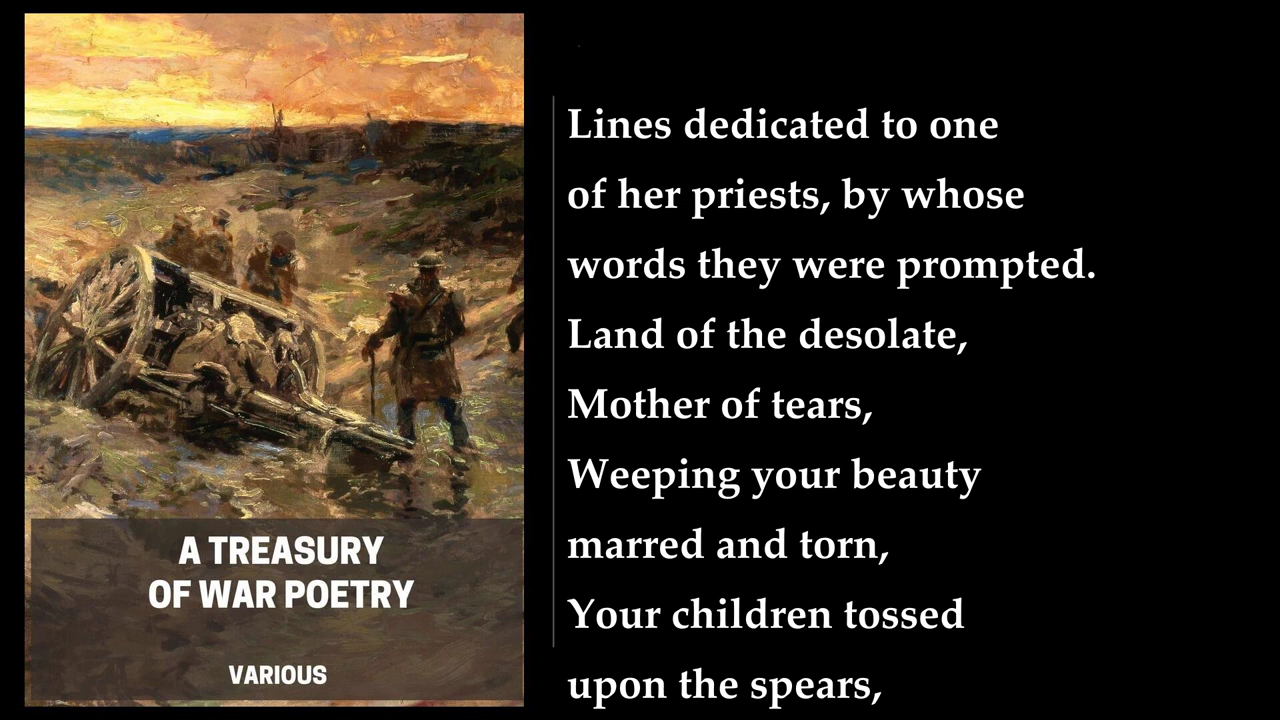 A TREASURY
OF WAR POETRY
VARIOUS
Lines dedicated to one
of her priests, by whose
words they were prompted.
Land of the desolate,
Mother of tears,
Weeping your beauty
marred and torn,
Your children tossed
upon the spears,